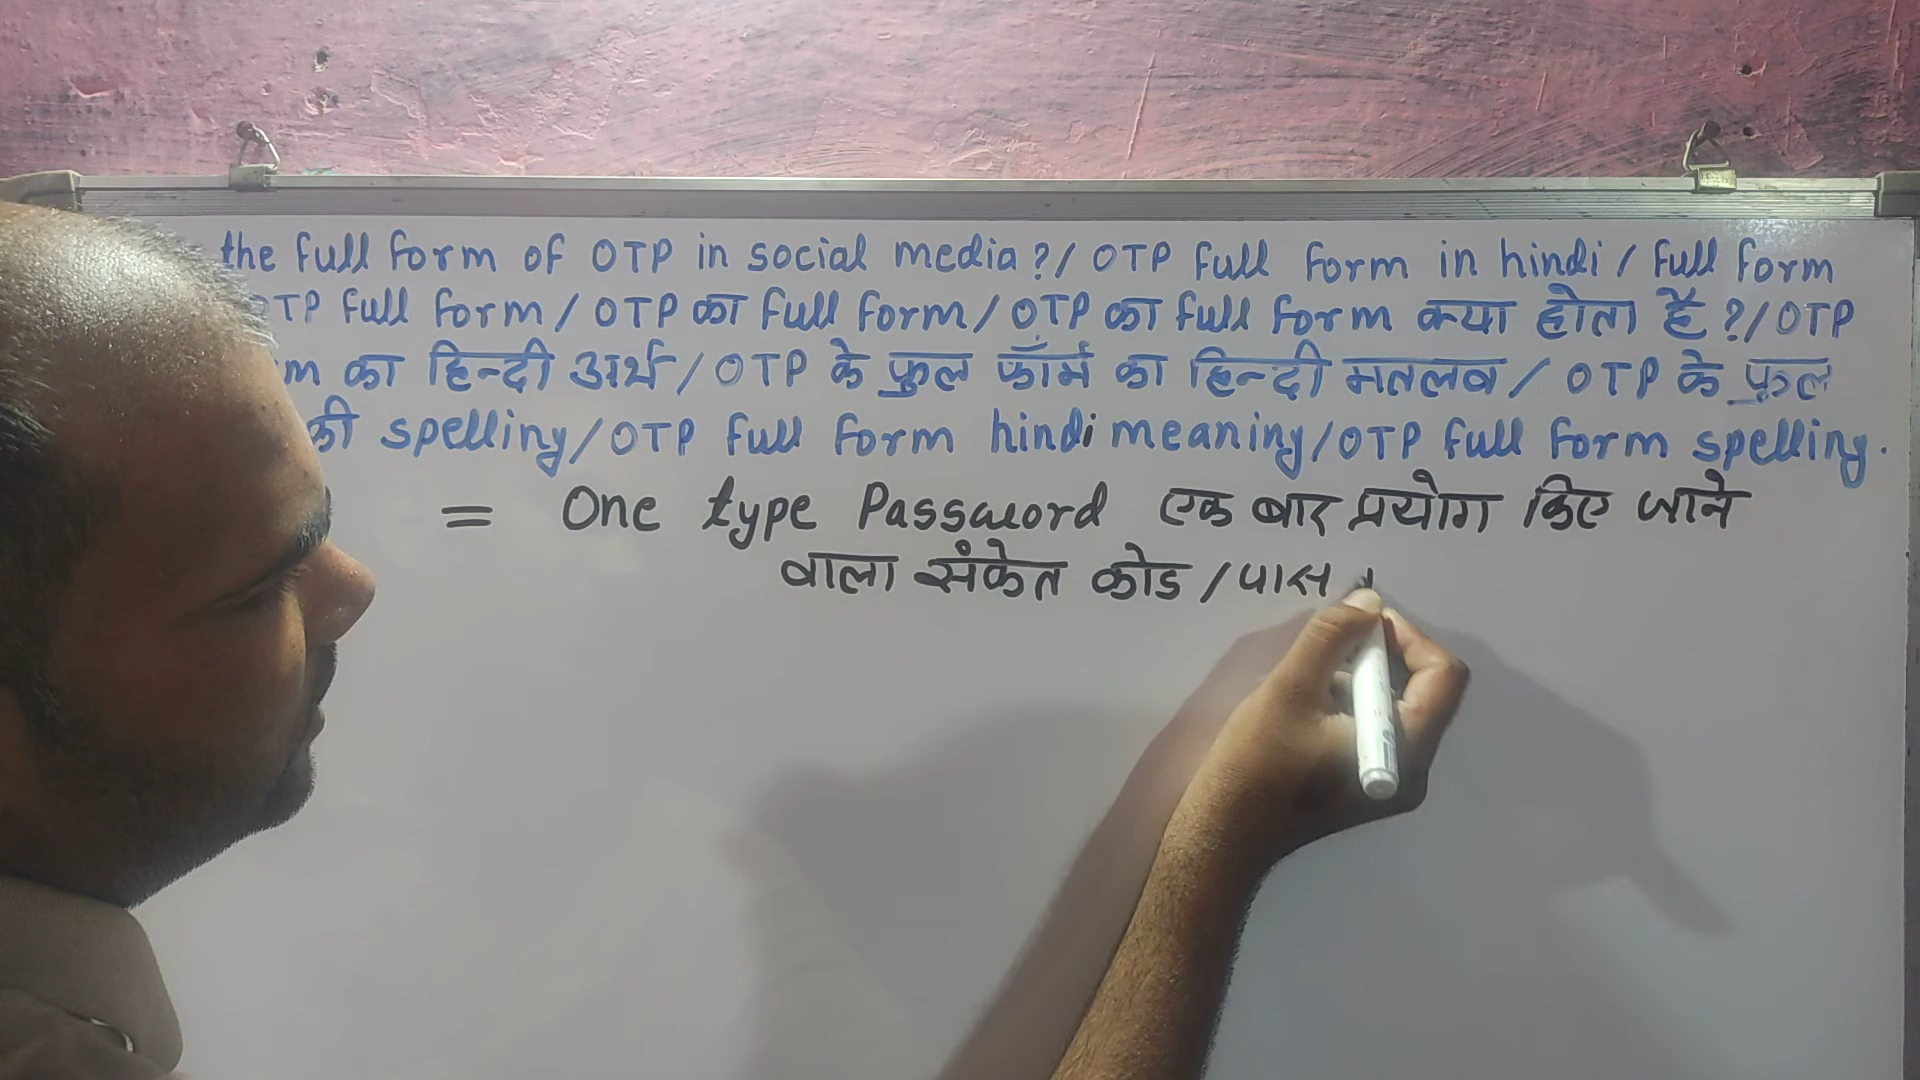 the full form of OTP in social media?/ OTP full form in hindi / full form
TP full form / OTP का full form / OTP का full form क्या होता है ?/ OTP
m का हिन्दी अर्थ / OTP के फुल फॉर्म का हिन्दी मतलब / OTP के फुल
की spelling / OTP full form hindi meaning / OTP full form spelling.
= One type Password एक बार प्रयोग किए जाने
वाला संकेत कोड / पास